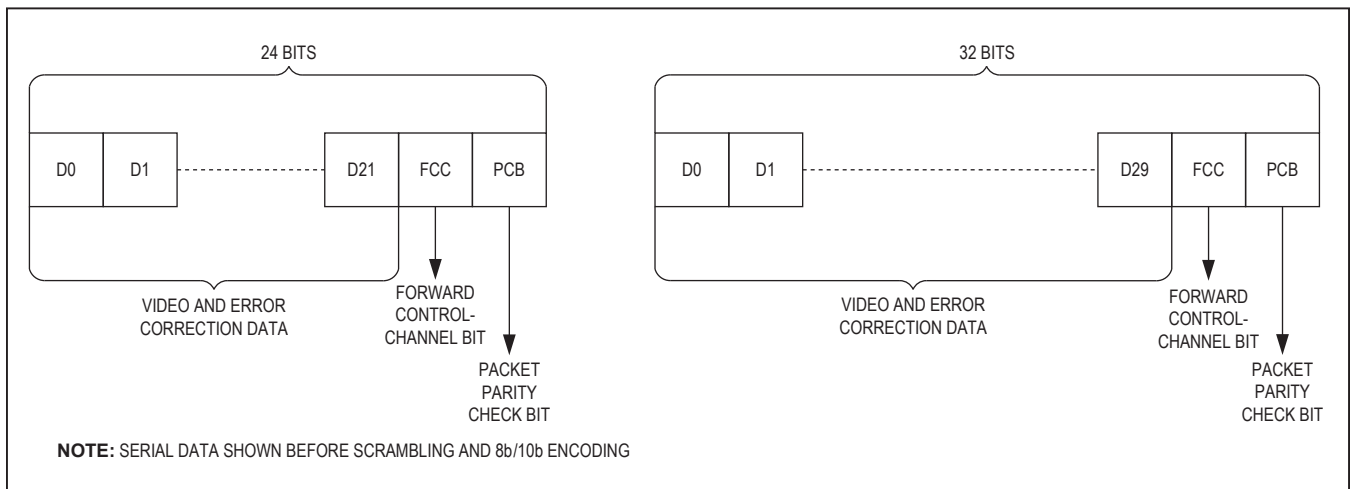 24 BITS
D0 D1 D21 FCC PCB
VIDEO AND ERROR
CORRECTION DATA
FORWARD
CONTROL-
CHANNEL BIT
PACKET
PARITY
CHECK BIT
32 BITS
D0 D1 D29 FCC PCB
VIDEO AND ERROR
CORRECTION DATA
FORWARD
CONTROL-
CHANNEL BIT
PACKET
PARITY
CHECK BIT
NOTE: SERIAL DATA SHOWN BEFORE SCRAMBLING AND 8b/10b ENCODING